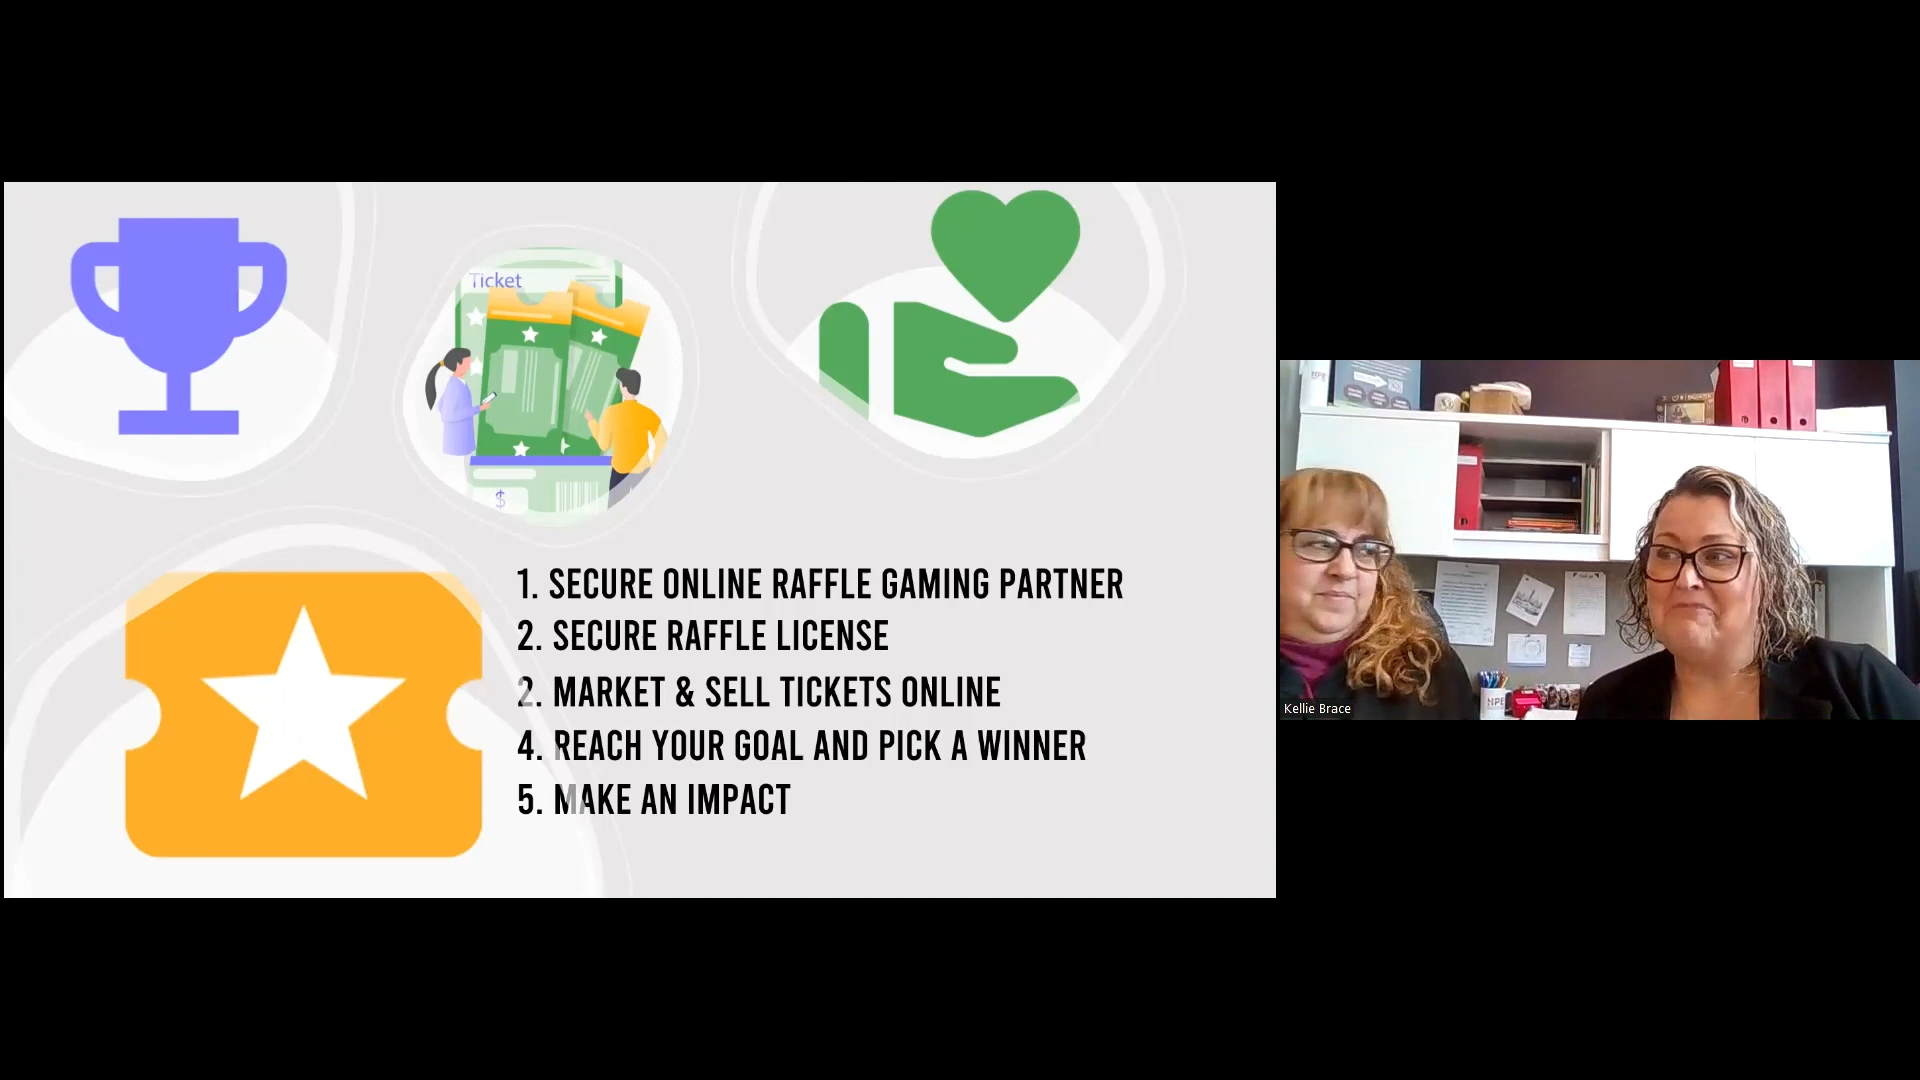 Ticket
$
1. SECURE ONLINE RAFFLE GAMING PARTNER
2. SECURE RAFFLE LICENSE
2. MARKET & SELL TICKETS ONLINE
4. REACH YOUR GOAL AND PICK A WINNER
5. MAKE AN IMPACT
HPE
Kellie Brace